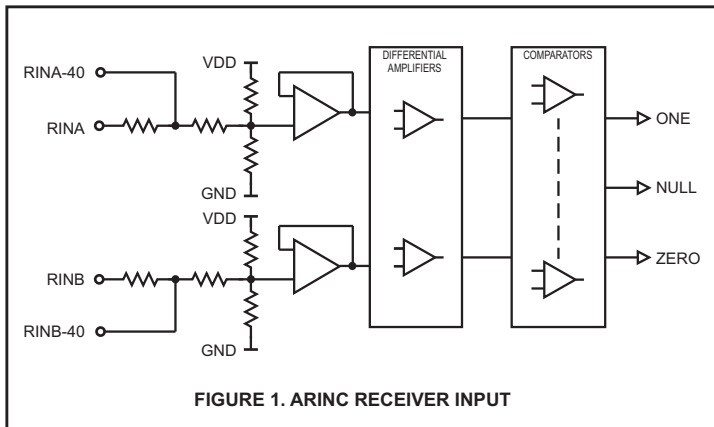 RINA-40
RINA
VDD
GND
VDD
RINB
RINB-40
GND
DIFFERENTIAL
AMPLIFIERS
COMPARATORS
ONE
NULL
ZERO
FIGURE 1. ARINC RECEIVER INPUT